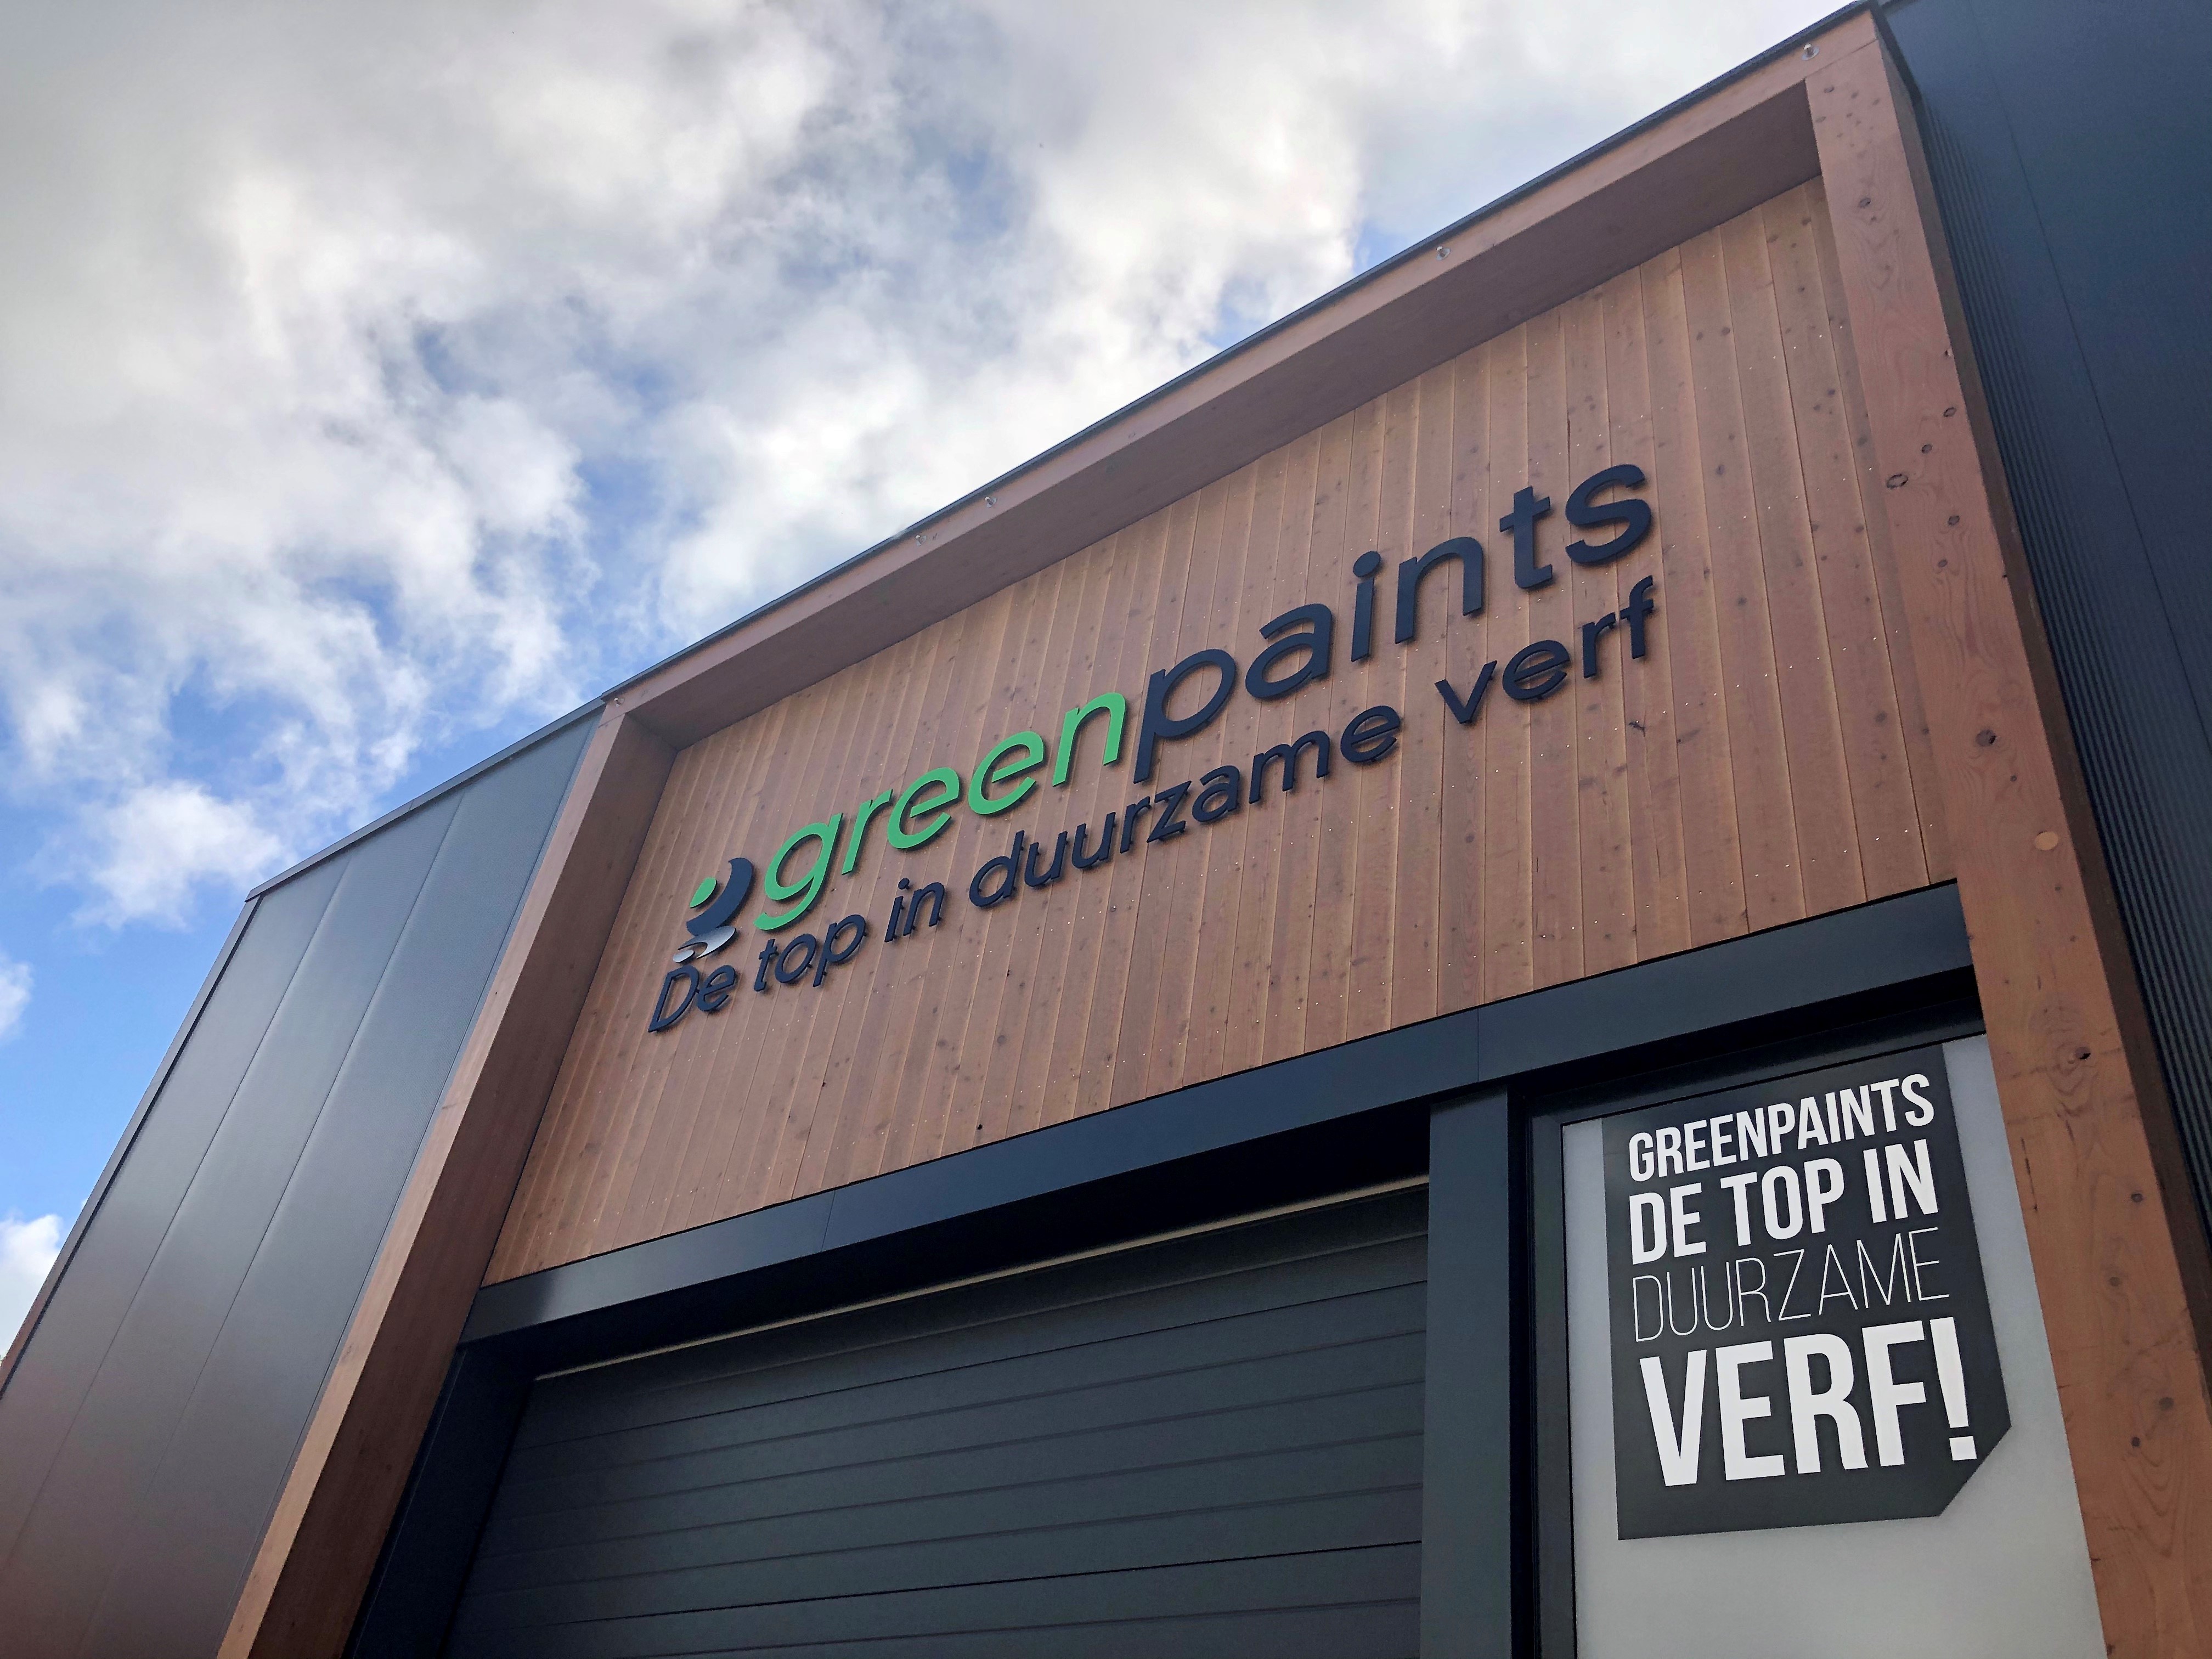 greenpaints
De top in duurzame verf
GREENPAINTS
DE TOP IN
DUURZAME
VERF!